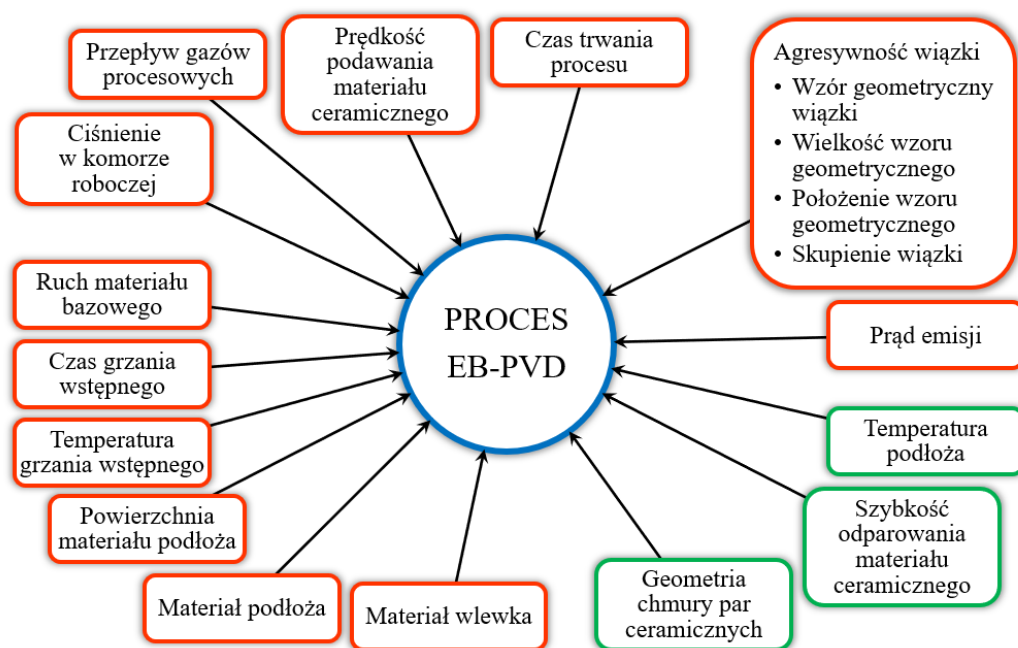 Przepływ gazów
procesowych
Prędkość
podawania
materiału
ceramicznego
Czas trwania
procesu
Agresywność wiązki
• Wzór geometryczny
wiązki
• Wielkość wzoru
geometrycznego
• Położenie wzoru
geometrycznego
• Skupienie wiązki
Ciśnienie
w komorze
roboczej
Ruch materiału
bazowego
Czas grzania
wstępnego
Temperatura
grzania wstępnego
Powierzchnia
materiału podłoża
Materiał podłoża
Materiał wlewka
PROCES
EB-PVD
Prąd emisji
Temperatura
podłoża
Szybkość
odparowania
materiału
ceramicznego
Geometria
chmury par
ceramicznych